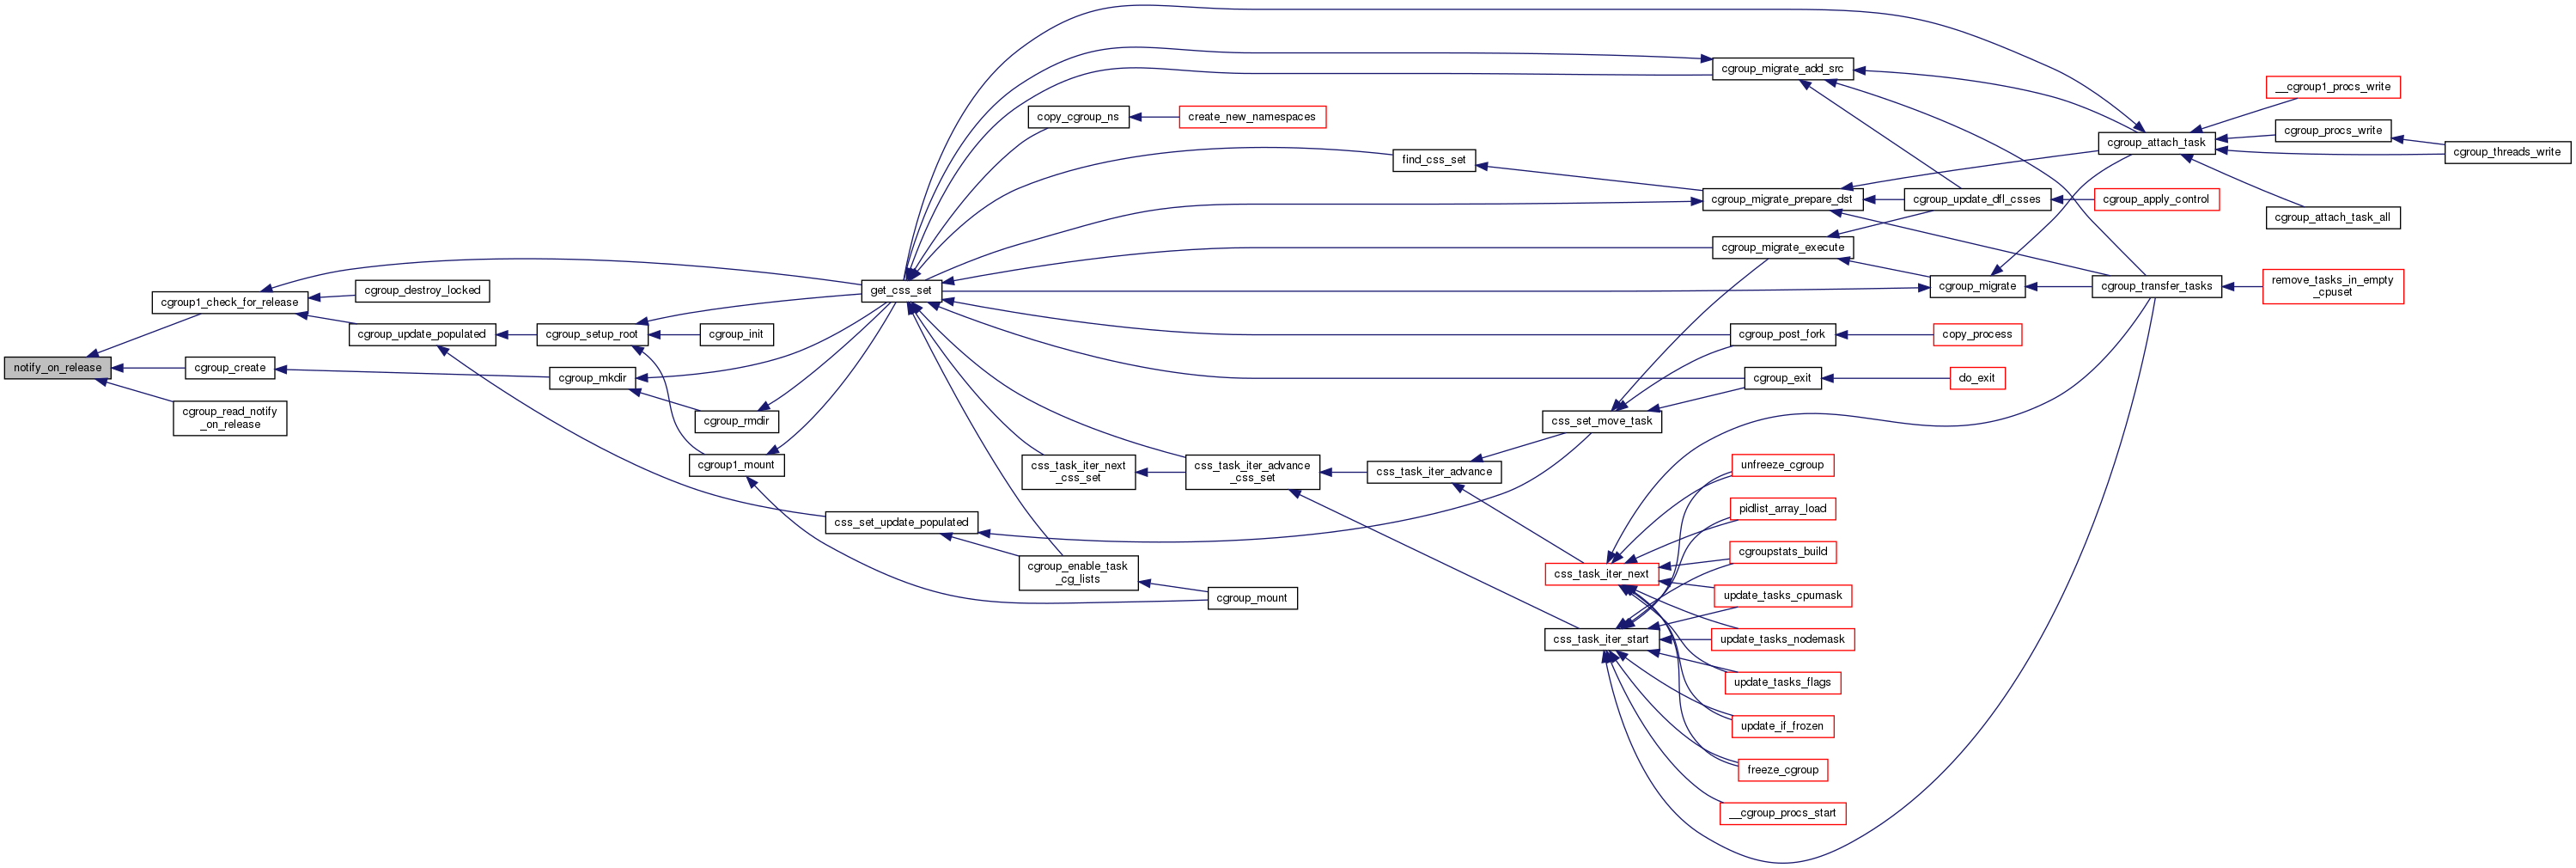 notify_on_release
cgroup1_check_for_release
cgroup_create
cgroup_read_notify
_on_release
cgroup_destroy_locked
cgroup_update_populated
cgroup_setup_root
cgroup_init
cgroup_mkdir
cgroup_rmdir
cgroup1_mount
get_css_set
css_set_update_populated
copy_cgroup_ns
create_new_namespaces
find_css_set
css_task_iter_next
_css_set
css_task_iter_advance
_css_set
css_task_iter_advance
cgroup_enable_task
_cg_lists
cgroup_mount
cgroup_migrate_add_src
cgroup_migrate_prepare_dst
cgroup_migrate_execute
cgroup_post_fork
cgroup_exit
css_set_move_task
css_task_iter_next
css_task_iter_start
unfreeze_cgroup
pidlist_array_load
cgroupstats_build
update_tasks_cpumask
update_tasks_nodemask
update_tasks_flags
update_if_frozen
freeze_cgroup
__cgroup_procs_start
cgroup_update_dfl_csses
cgroup_migrate
copy_process
do_exit
cgroup_attach_task
cgroup_apply_control
cgroup_transfer_tasks
__cgroup1_procs_write
cgroup_procs_write
cgroup_threads_write
cgroup_attach_task_all
remove_tasks_in_empty
_cpuset